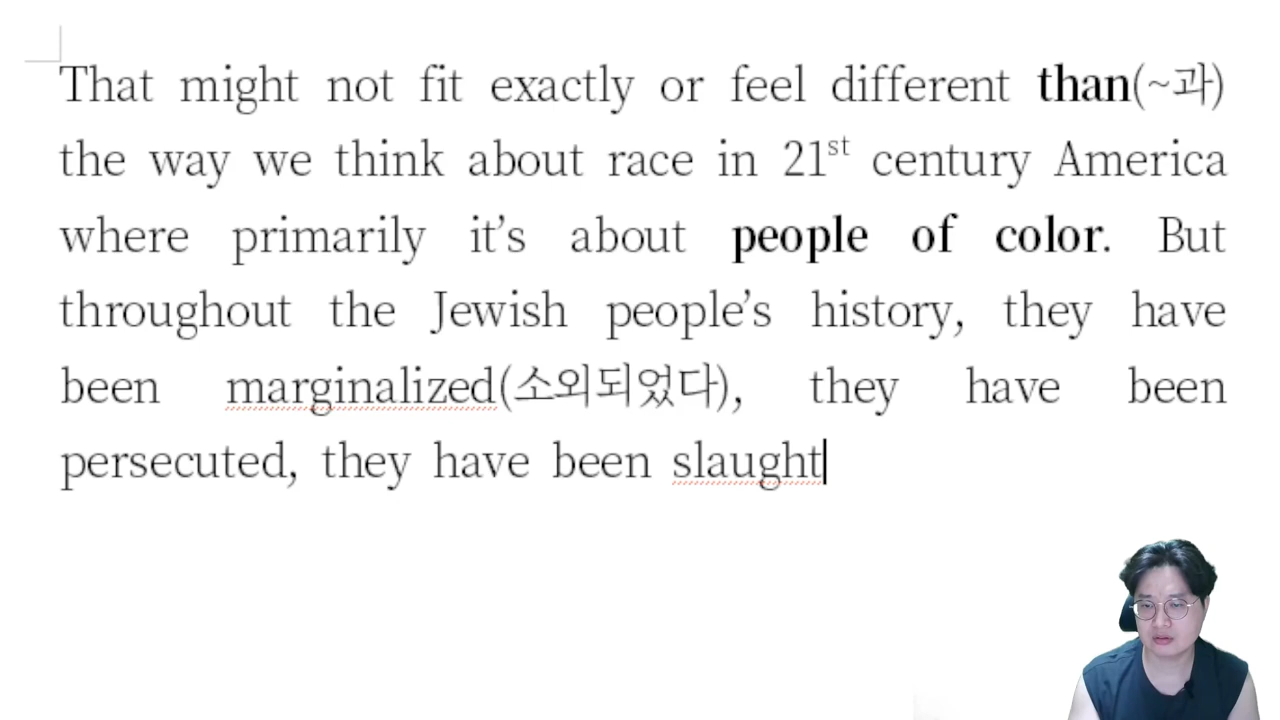 That might not fit exactly or feel different than(~과)
the way we think about race in 21st century America
where primarily it’s about people of color. But
throughout the Jewish people’s history, they have
been marginalized(소외되었다), they have been
persecuted, they have been slaught